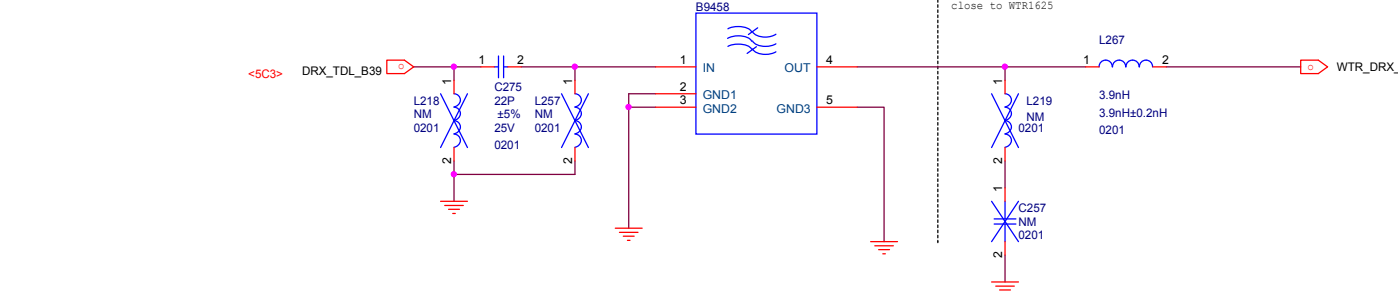 B9458
close to WTR1625
<5C3>
DRX_TDL_B39
1
2
C275
22P
±5%
25V
0201
1
L218
NM
0201
2
1
L257
NM
0201
2
1
IN
2
GND1
3
GND2
OUT
4
GND3
5
L267
1
2
3.9nH
3.9nH±0.2nH
0201
WTR_DRX_
1
L219
NM
0201
2
1
C257
NM
0201
2